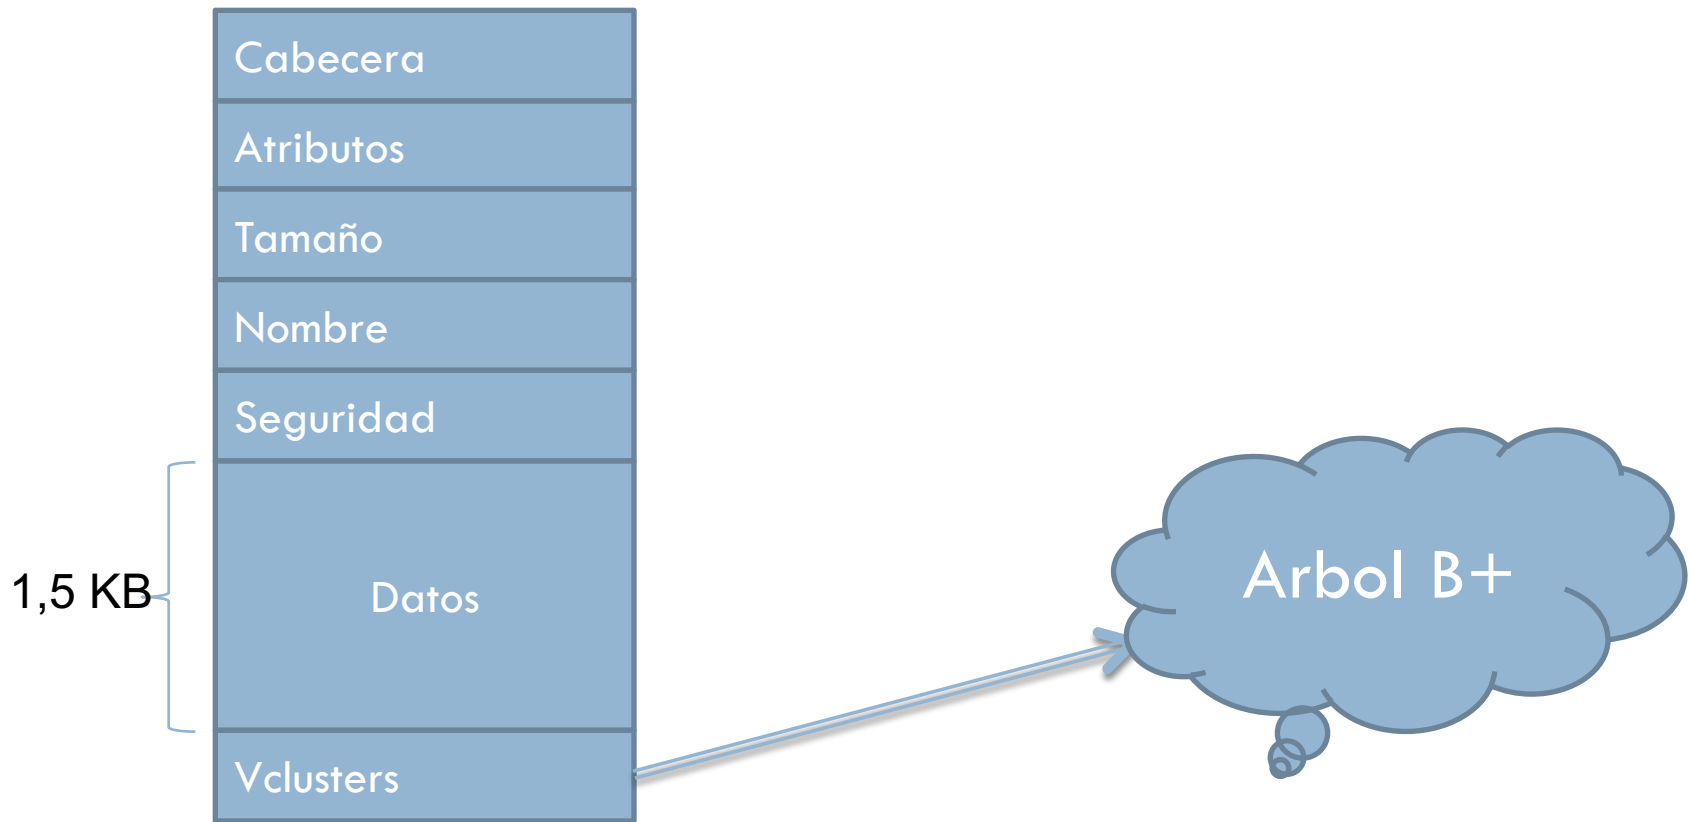 Cabecera
Atributos
Tamaño
Nombre
Seguridad
1,5 KB
Datos
Arbol B+
Vclusters